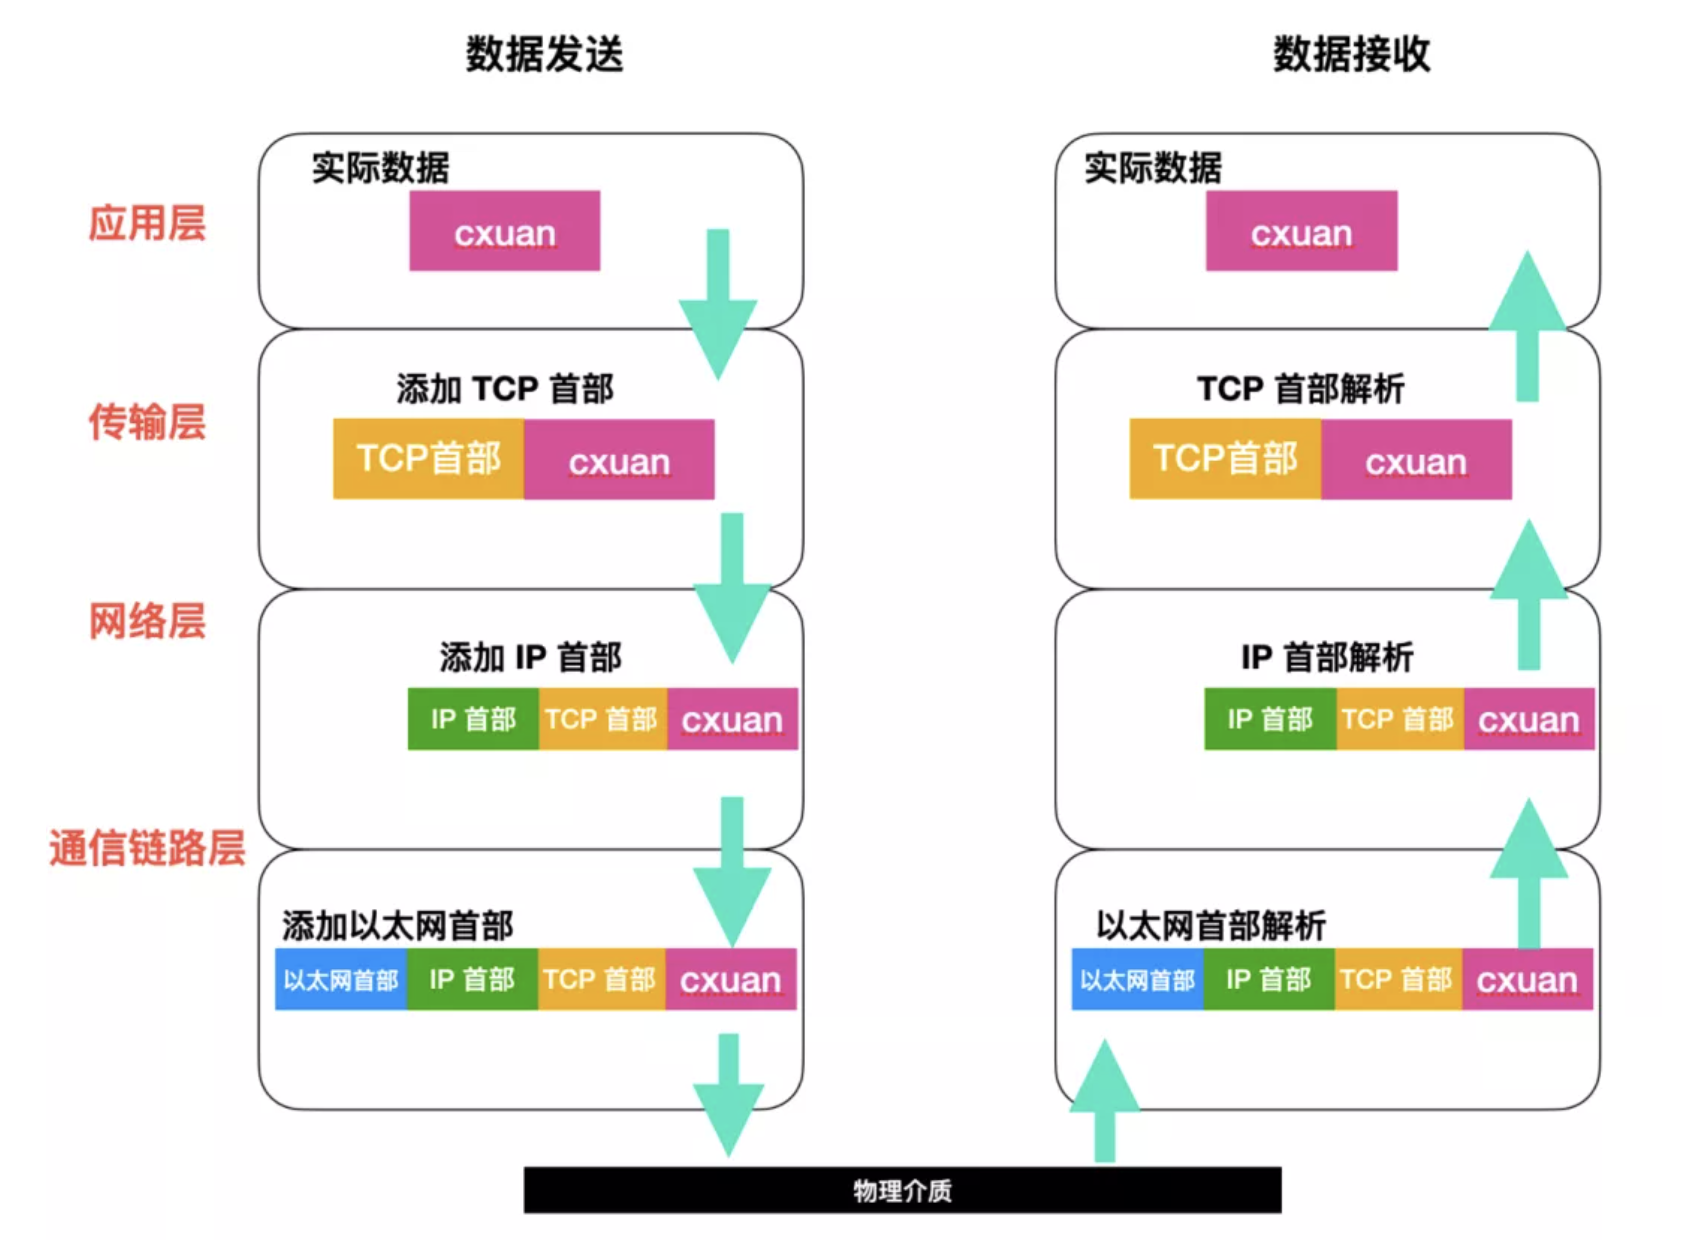 数据发送
数据接收
实际数据
实际数据
应用层
cxuan
cxuan
添加 TCP 首部
TCP 首部解析
传输层
TCP首部
cxuan
TCP首部
cxuan
网络层
添加 IP 首部
IP 首部解析
IP 首部
TCP 首部
cxuan
IP 首部
TCP 首部
cxuan
通信链路层
添加以太网首部
以太网首部解析
以太网首部
IP 首部
TCP 首部
cxuan
以太网首部
IP 首部
TCP 首部
cxuan
物理介质